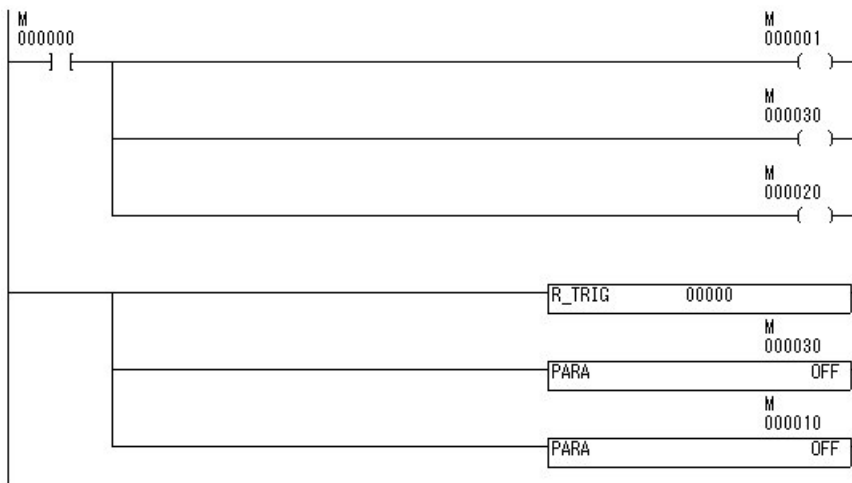 M M
000000 000001
M
000030
M
000020
R_TRIG 00000
M
000030
PARA OFF
M
000010
PARA OFF